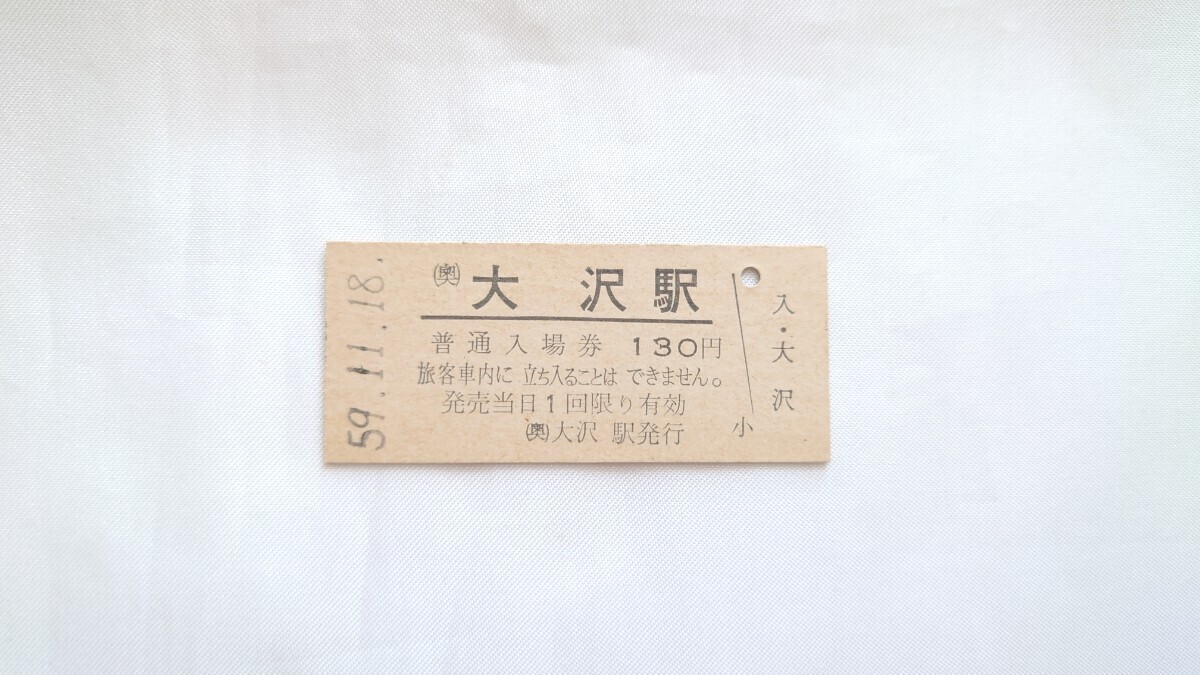 59.11.18.
㊥大沢駅
普通入場券 130円
旅客車内に立ち入ることはできません。
発売当日1回限り有効
(奧)大沢駅発行
入・大沢
小